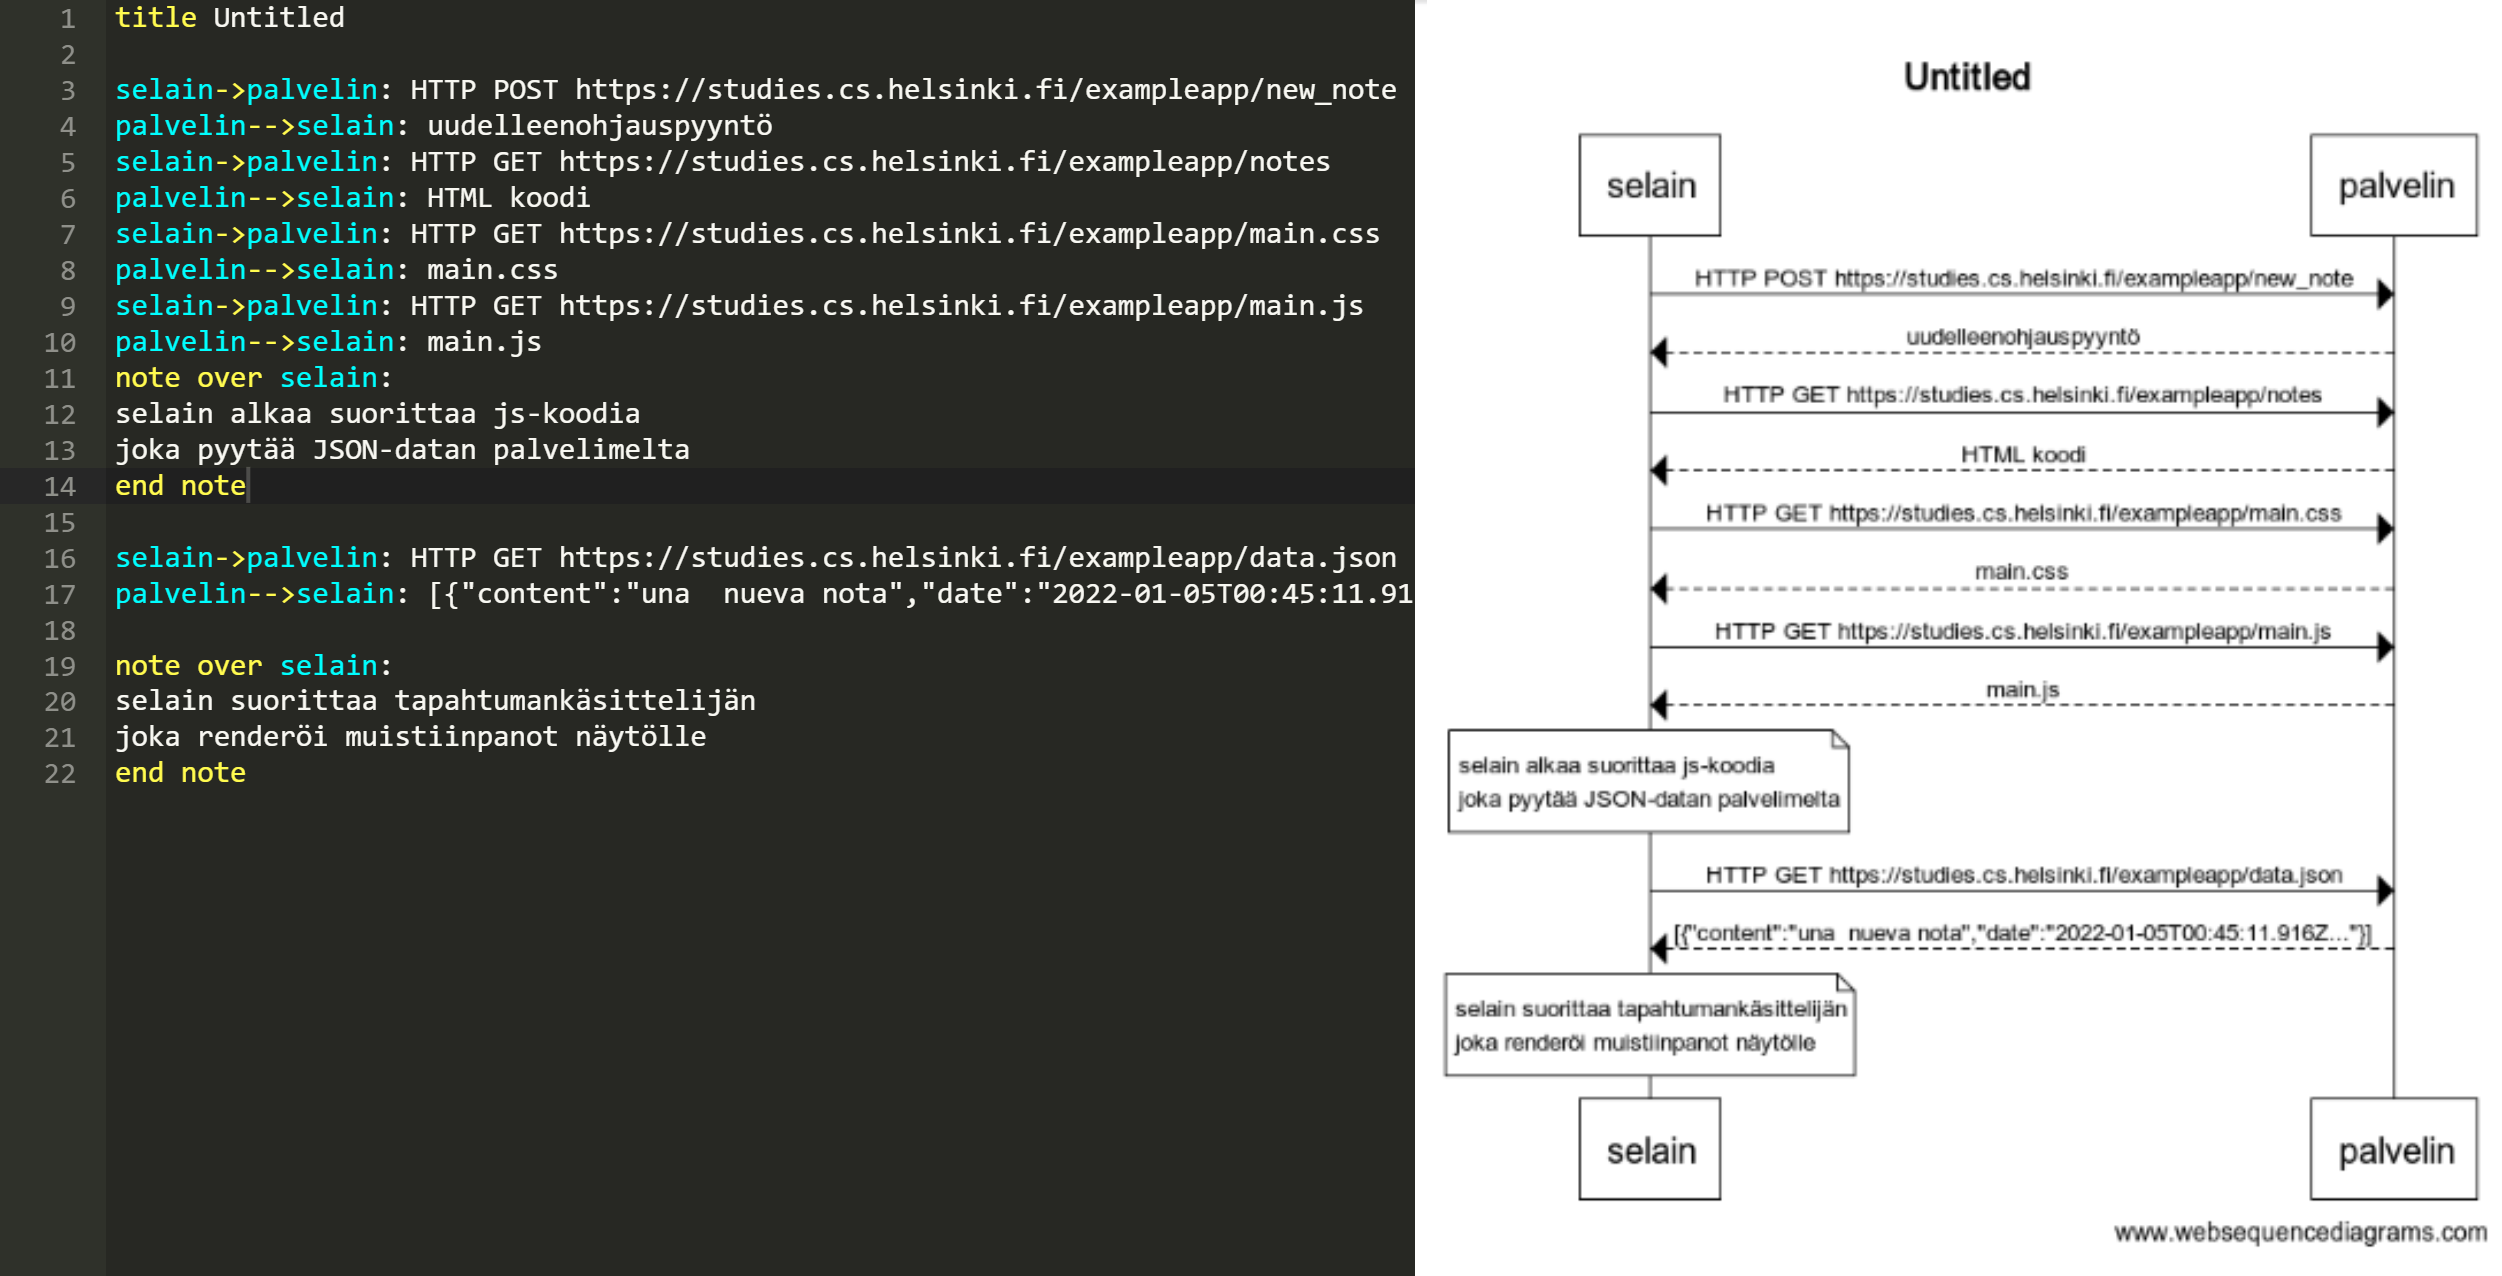 1 title Untitled
2
3 selain->palvelin: HTTP POST https://studies.cs.helsinki.fi/exampleapp/new_note
4 palvelin-->selain: uudelleenohjauspyyntö
5 selain->palvelin: HTTP GET https://studies.cs.helsinki.fi/exampleapp/notes
6 palvelin-->selain: HTML koodi
7 selain->palvelin: HTTP GET https://studies.cs.helsinki.fi/exampleapp/main.css
8 palvelin-->selain: main.css
9 selain->palvelin: HTTP GET https://studies.cs.helsinki.fi/exampleapp/main.js
10 palvelin-->selain: main.js
11 note over selain:
12 selain alkaa suorittaa js-koodia
13 joka pyytää JSON-datan palvelimelta
14 end note
15
16 selain->palvelin: HTTP GET https://studies.cs.helsinki.fi/exampleapp/data.json
17 palvelin-->selain: [{"content":"una  nueva nota","date":"2022-01-05T00:45:11.91
18
19 note over selain:
20 selain suorittaa tapahtumankäsittelijän
21 joka renderöi muistiinpanot näytölle
22 end note
Untitled
selain palvelin
HTTP POST https://studies.cs.helsinki.fi/exampleapp/new_note
uudelleenohjauspyyntö
HTTP GET https://studies.cs.helsinki.fi/exampleapp/notes
HTML koodi
HTTP GET https://studies.cs.helsinki.fi/exampleapp/main.css
main.css
HTTP GET https://studies.cs.helsinki.fi/exampleapp/main.js
main.js
selain alkaa suorittaa js-koodia
joka pyytää JSON-datan palvelimelta
HTTP GET https://studies.cs.helsinki.fi/exampleapp/data.json
[{"content":"una  nueva nota","date":"2022-01-05T00:45:11.916Z..."}]
selain suorittaa tapahtumankäsittelijän
joka renderöi muistiinpanot näytölle
selain palvelin
www.websequencediagrams.com